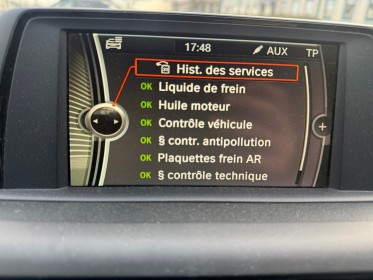 17:48 AUX TP
Hist. des services
OK Liquide de frein
OK Huile moteur
OK Contrôle véhicule
OK § contr. antipollution
OK Plaquettes frein AR
OK § contrôle technique